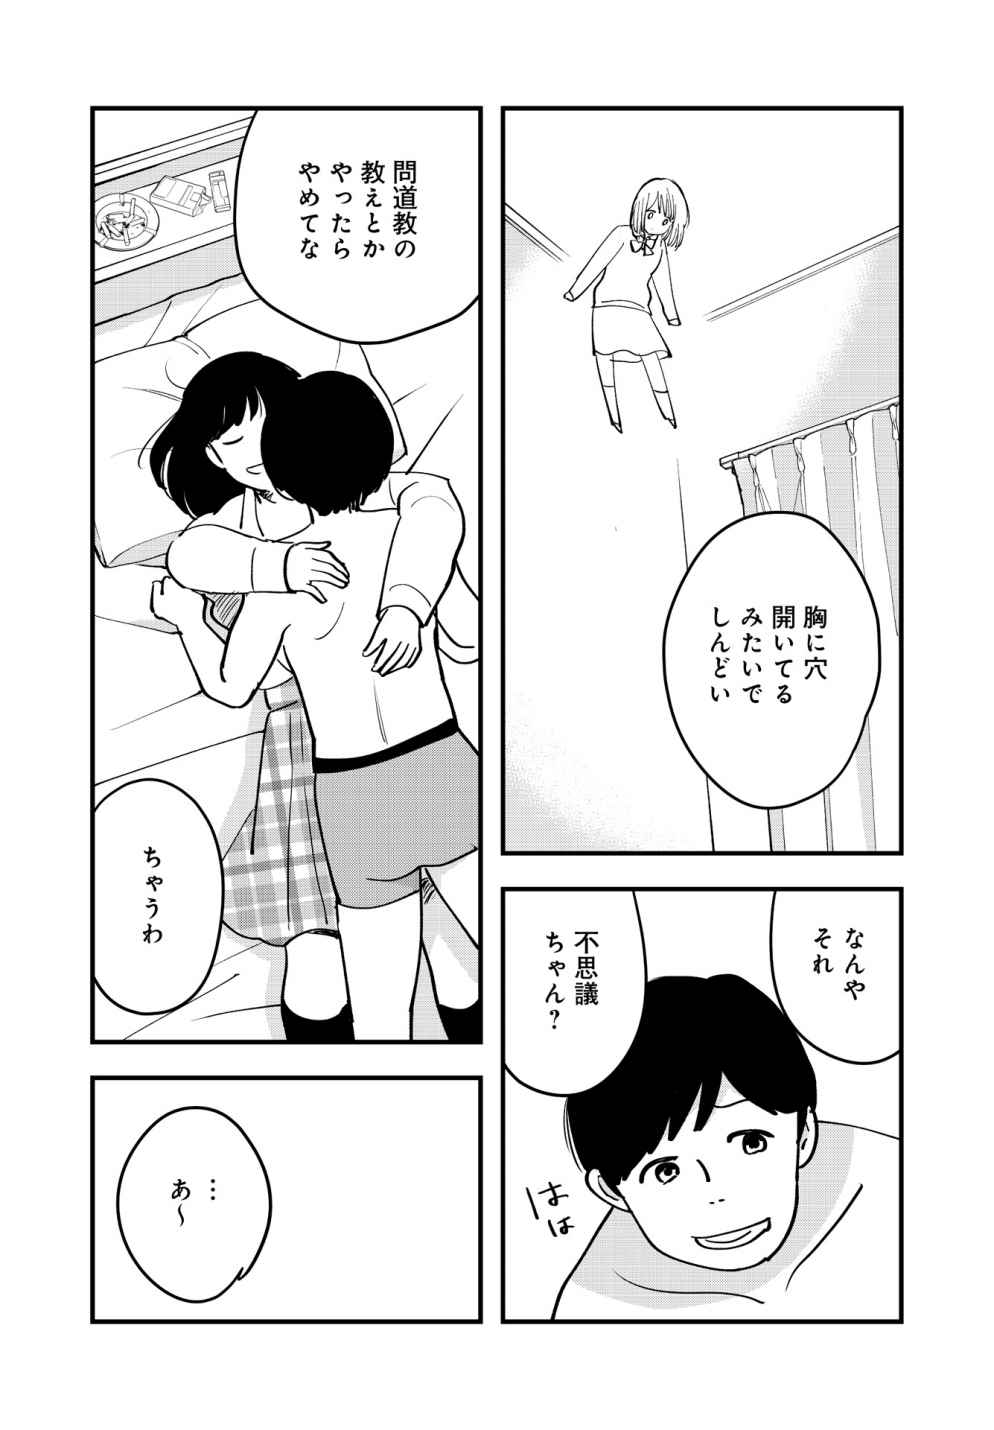 胸に穴
開いてる
みたいで
しんどい
なんや
それ
不思議
ちゃん?
はは
問道教の
教えとか
やったら
やめてな
ちゃうわ
…
あ〜